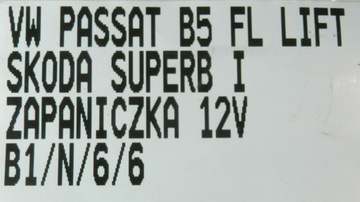 VW PASSAT B5 FL LIFT
SKODA SUPERB I
ZAPANICZKA 12V
B1/N/6/6